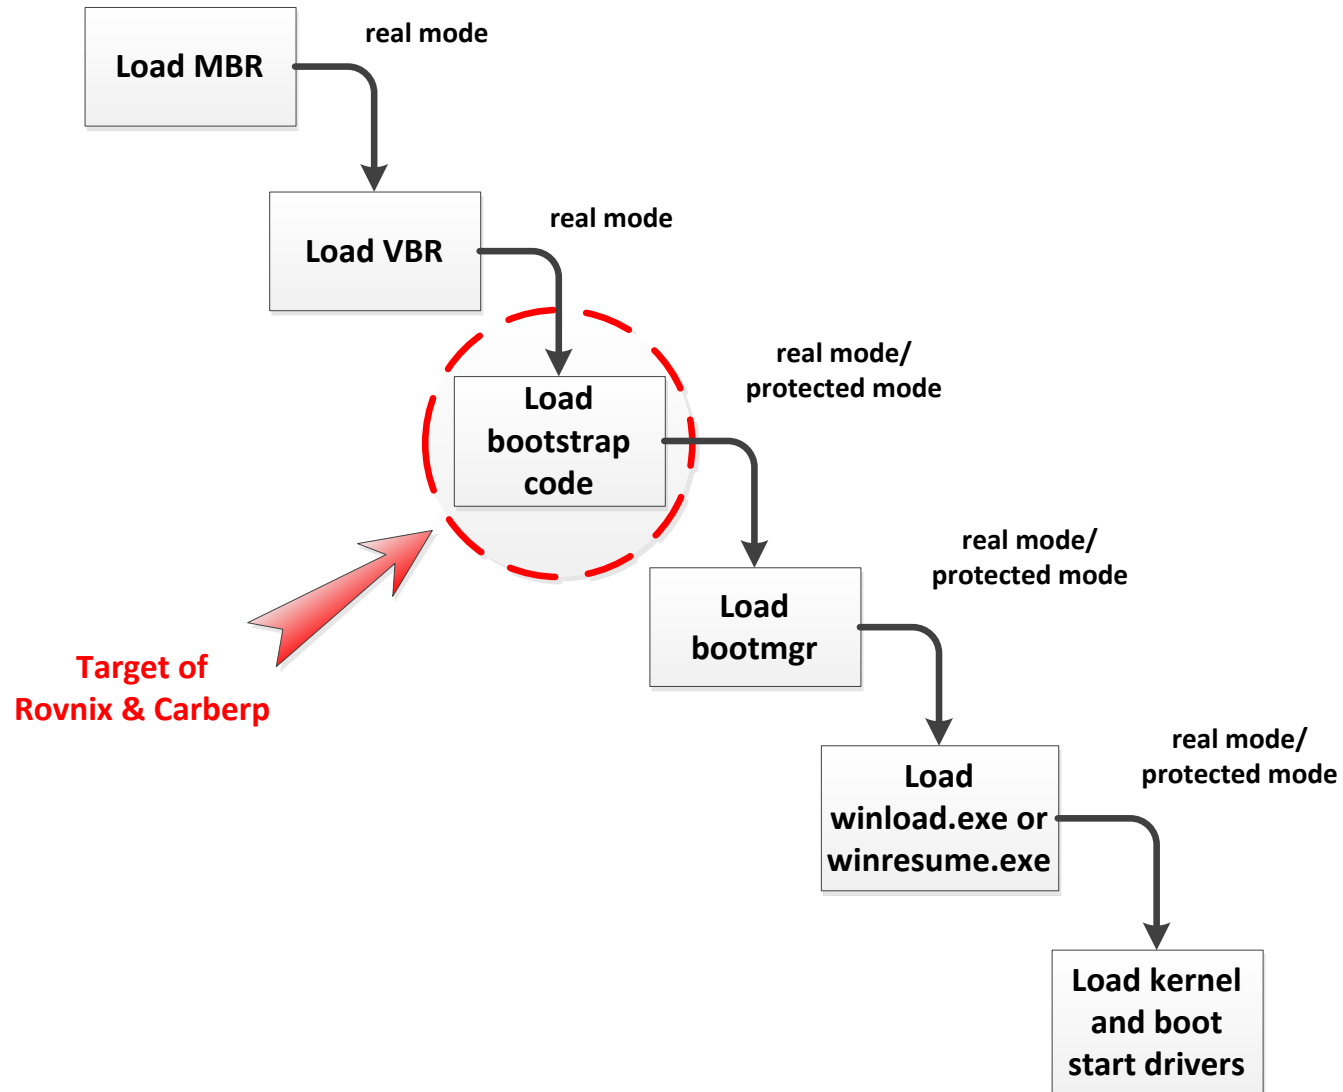 real mode
Load MBR
real mode
Load VBR
real mode/
protected mode
Load
bootstrap
code
real mode/
protected mode
Load
bootmgr
Target of
Rovnix & Carberp
real mode/
protected mode
Load
winload.exe or
winresume.exe
Load kernel
and boot
start drivers